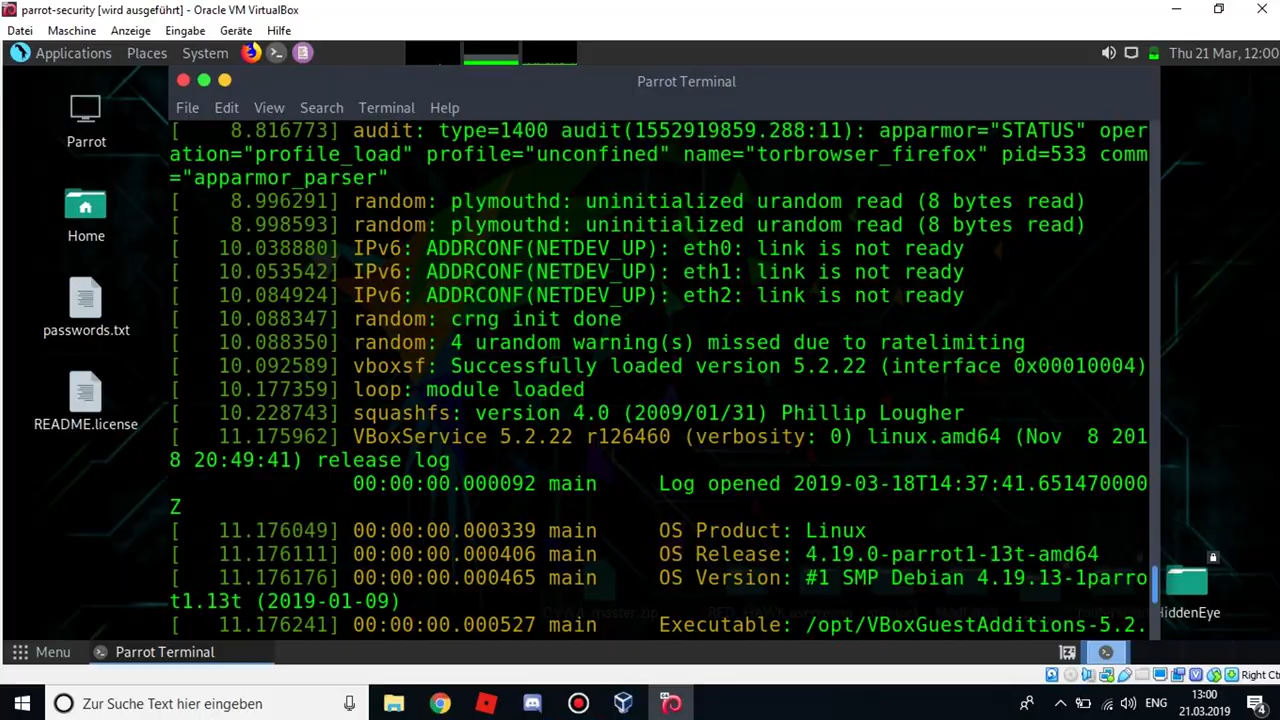 parrot-security [wird ausgeführt] - Oracle VM VirtualBox
Datei Maschine Anzeige Eingabe Geräte Hilfe
Applications Places System Thu 21 Mar, 12:00
Parrot Terminal
File Edit View Search Terminal Help
[    8.816773] audit: type=1400 audit(1552919859.288:11): apparmor="STATUS" oper
ation="profile_load" profile="unconfined" name="torbrowser_firefox" pid=533 comm
="apparmor_parser"
[    8.996291] random: plymouthd: uninitialized urandom read (8 bytes read)
[    8.998593] random: plymouthd: uninitialized urandom read (8 bytes read)
[   10.038880] IPv6: ADDRCONF(NETDEV_UP): eth0: link is not ready
[   10.053542] IPv6: ADDRCONF(NETDEV_UP): eth1: link is not ready
[   10.084924] IPv6: ADDRCONF(NETDEV_UP): eth2: link is not ready
[   10.088347] random: crng init done
[   10.088350] random: 4 urandom warning(s) missed due to ratelimiting
[   10.092589] vboxsf: Successfully loaded version 5.2.22 (interface 0x00010004)
[   10.177359] loop: module loaded
[   10.228743] squashfs: version 4.0 (2009/01/31) Phillip Lougher
[   11.175962] VBoxService 5.2.22 r126460 (verbosity: 0) linux.amd64 (Nov  8 201
8 20:49:41) release log
00:00:00.000092 main     Log opened 2019-03-18T14:37:41.651470000
Z
[   11.176049] 00:00:00.000339 main     OS Product: Linux
[   11.176111] 00:00:00.000406 main     OS Release: 4.19.0-parrot1-13t-amd64
[   11.176176] 00:00:00.000465 main     OS Version: #1 SMP Debian 4.19.13-1parro
t1.13t (2019-01-09)
[   11.176241] 00:00:00.000527 main     Executable: /opt/VBoxGuestAdditions-5.2.
Parrot
Home
passwords.txt
README.license
HiddenEye
Menu Parrot Terminal
Right Ctrl
Zur Suche Text hier eingeben
ENG
13:00
21.03.2019
4